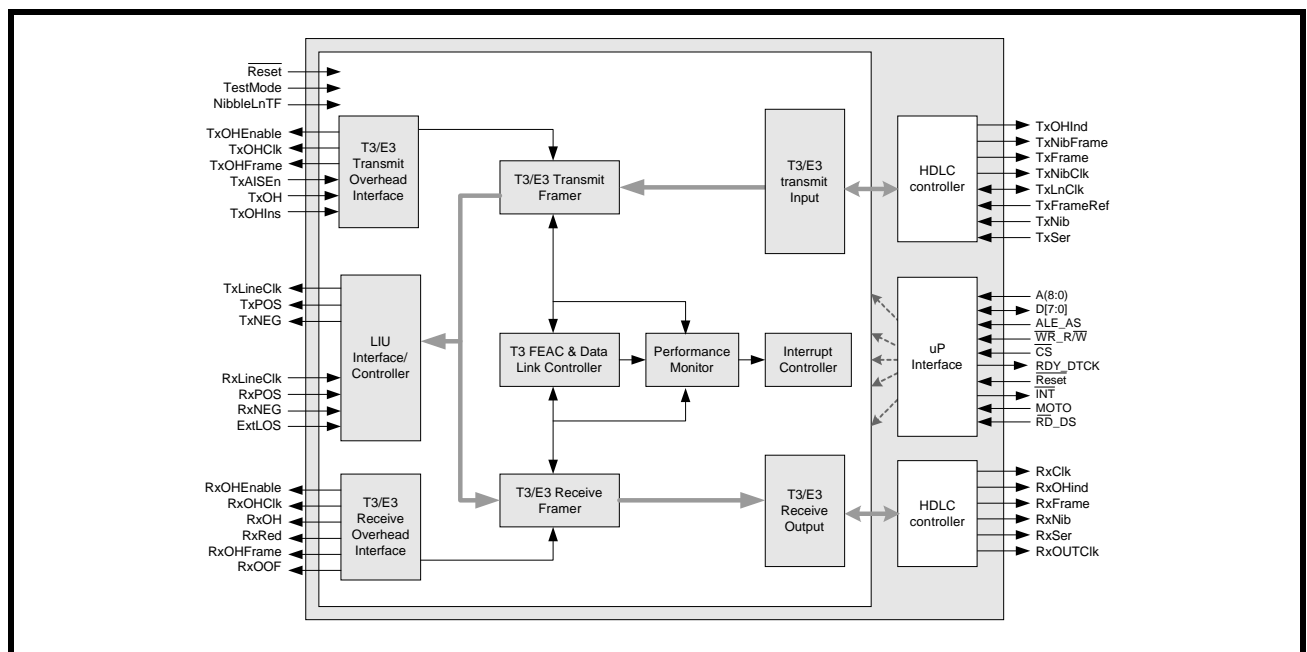 Reset
TestMode
NibbleLnTF
TxOHEnable
TxOHClk
TxOHFrame
TxAISEn
TxOH
TxOHIns
T3/E3
Transmit
Overhead
Interface
TxLineClk
TxPOS
TxNEG
RxLineClk
RxPOS
RxNEG
ExtLOS
LIU
Interface/
Controller
RxOHEnable
RxOHClk
RxOH
RxRed
RxOHFrame
RxOOF
T3/E3
Receive
Overhead
Interface
T3/E3 Transmit
Framer
T3 FEAC & Data
Link Controller
Performance
Monitor
Interrupt
Controller
T3/E3 Receive
Framer
T3/E3
transmit
Input
T3/E3
Receive
Output
HDLC
controller
TxOHInd
TxNibFrame
TxFrame
TxNibClk
TxLnClk
TxFrameRef
TxNib
TxSer
uP
Interface
A(8:0)
D[7:0]
ALE_AS
WR_R/W
CS
RDY_DTCK
Reset
INT
MOTO
RD_DS
HDLC
controller
RxClk
RxOHind
RxFrame
RxNib
RxSer
RxOUTClk